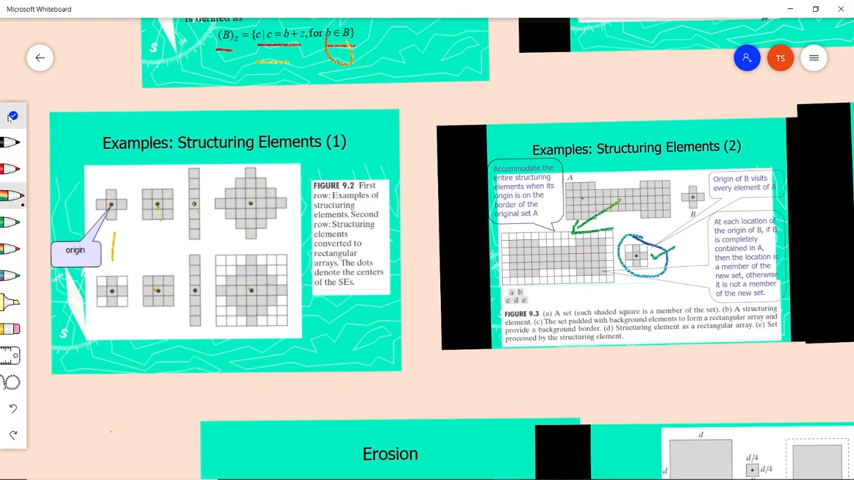 Microsoft Whiteboard
is defined as
(B)z = {c | c = b + z, for b ∈ B}
TS
Examples: Structuring Elements (1)
origin
FIGURE 9.2 First
row: Examples of
structuring
elements. Second
row: Structuring
elements
converted to
rectangular
arrays. The dots
denote the centers
of the SEs.
Examples: Structuring Elements (2)
Accommodate the
entire structuring
elements when its
origin is on the
border of the
original set A
A
B
Origin of B visits
every element of A
At each location of
the origin of B, if B
is completely
contained in A,
then the location is
a member of the
new set, otherwise
it is not a member
of the new set.
a b
c d e
FIGURE 9.3 (a) A set (each shaded square is a member of the set). (b) A structuring
element. (c) The set padded with background elements to form a rectangular array and
provide a background border. (d) Structuring element as a rectangular array. (e) Set
processed by the structuring element.
Erosion
d
d
d/4
d/4